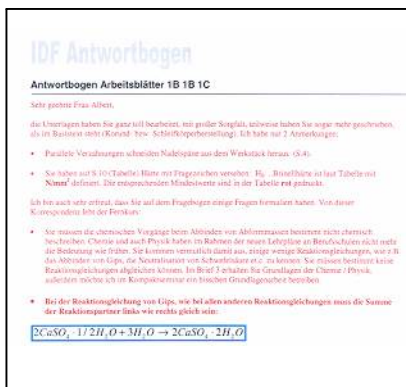 IDF Antwortbogen
Antwortbogen Arbeitsblätter 1B 1B 1C
Sehr geehrte Frau Albert,
die Unterlagen haben Sie ganz toll bearbeitet, mit großer Sorgfalt, teilweise haben Sie sogar mehr geschrieben,
als im Basistext steht (Korund- bzw. Schleifkörperherstellung). Ich habe nur 2 Anmerkungen:
• Parallele Verzahnungen schneiden Nadelspäne aus dem Werkstück heraus. (S.4).
• Sie haben auf S.10 (Tabelle) Härte mit Fragezeichen versehen: H_B ... Brinellhärte ist laut Tabelle mit
N/mm² definiert. Die entsprechenden Mindestwerte sind in der Tabelle rot gedruckt.
Ich bin auch sehr erfreut, dass Sie auf dem Fragebogen einige Fragen formuliert haben. Von dieser
Korrespondenz lebt der Fernkurs:
• Sie müssen die chemischen Vorgänge beim Abbinden von Abformmassen bestimmt nicht chemisch
beschreiben. Chemie und auch Physik haben im Rahmen der neuen Lehrpläne an Berufsschulen nicht mehr
die Bedeutung wie früher. Sie kommen vermutlich damit aus, einige wenige Reaktionsgleichungen, wie z.B.
das Abbinden von Gips, die Neutralisation von Schwefelsäure etc. zu kennen. Sie müssen bestimmt keine
Reaktionsgleichungen abgleichen können. Im Brief 3 erhalten Sie Grundlagen der Chemie / Physik,
außerdem möchte ich im Kompaktseminar ein bisschen Grundlagenarbeit betreiben.
• Bei der Reaktionsgleichung von Gips, wie bei allen anderen Reaktionsgleichungen muss die Summe
der Reaktionspartner links wie rechts gleich sein:
2CaSO₄ · 1/2H₂O + 3H₂O → 2CaSO₄ · 2H₂O